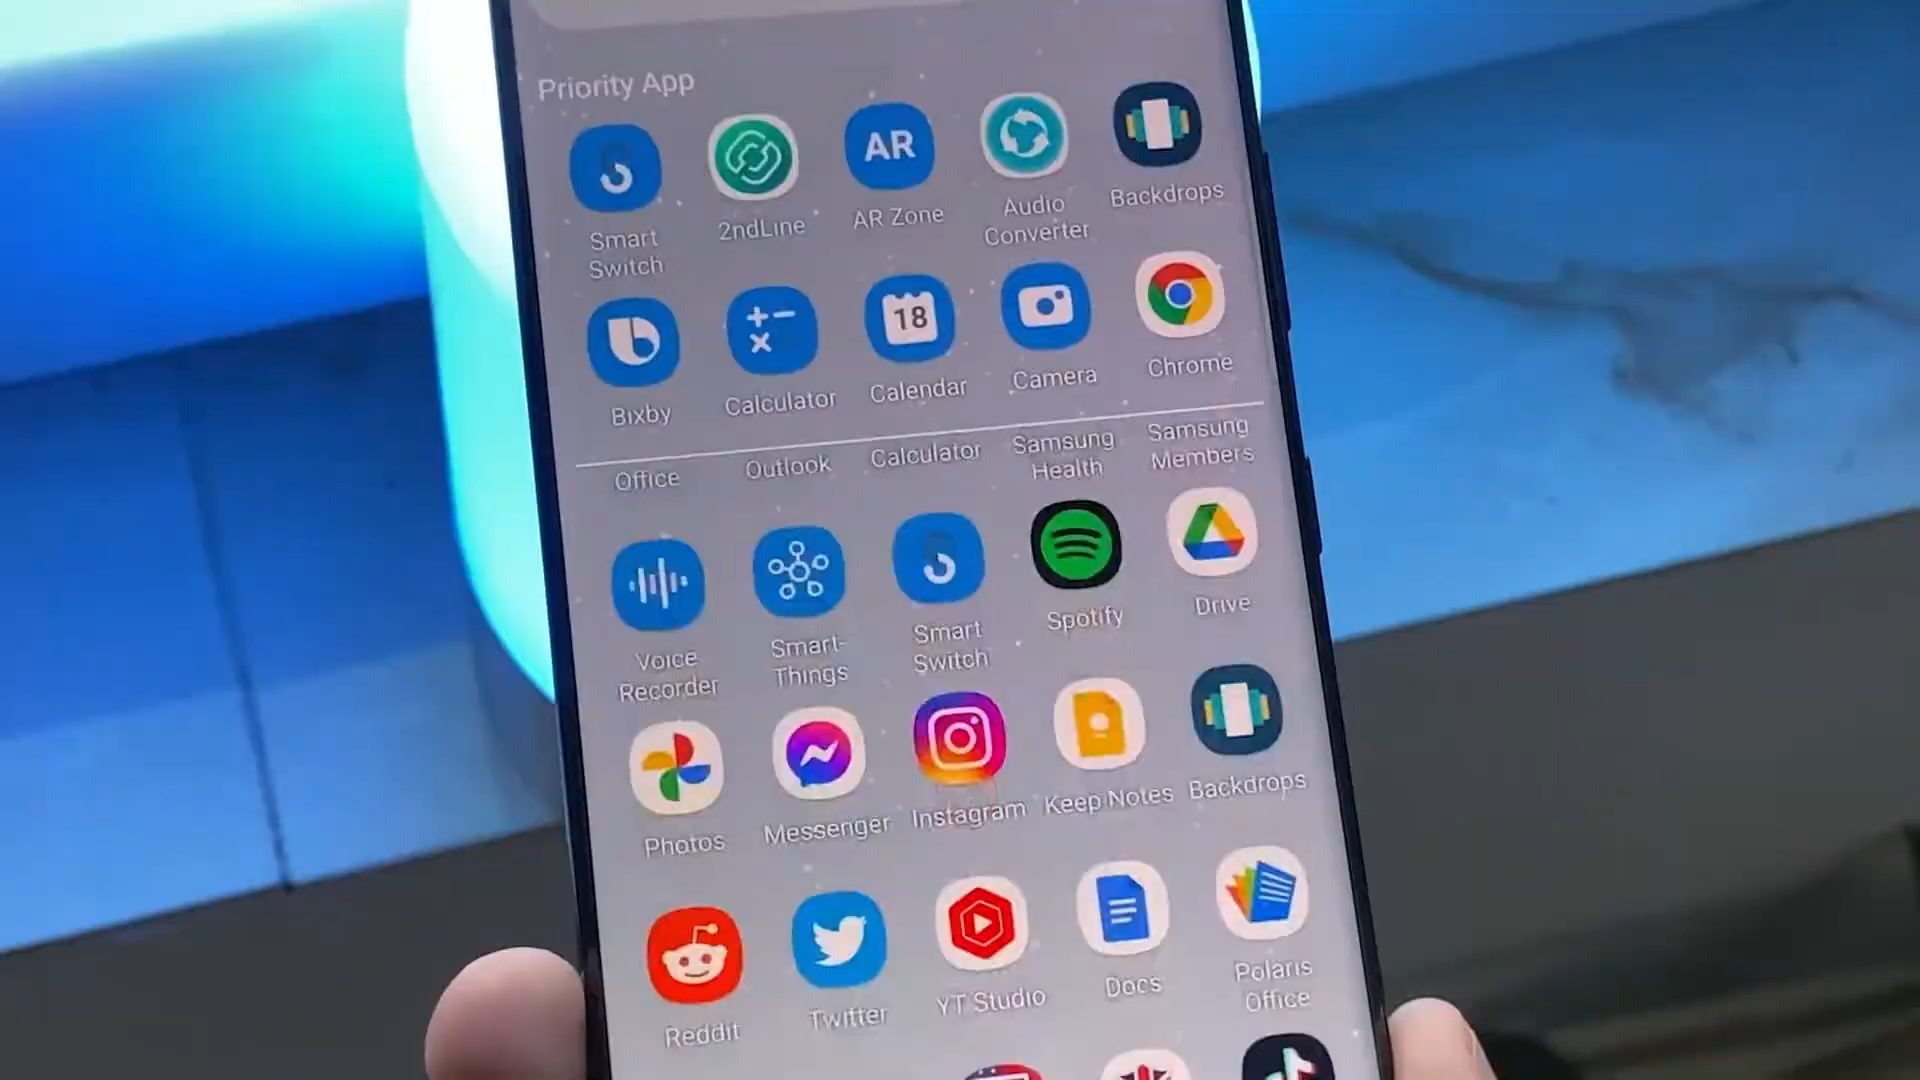 Priority App
AR
Smart
Switch
2ndLine
AR Zone
Audio
Converter
Backdrops
18
Bixby
Calculator
Calendar
Camera
Chrome
Office
Outlook
Calculator
Samsung
Health
Samsung
Members
Voice
Recorder
Smart-
Things
Smart
Switch
Spotify
Drive
Photos
Messenger
Instagram
Keep Notes
Backdrops
Reddit
Twitter
YT Studio
Docs
Polaris
Office